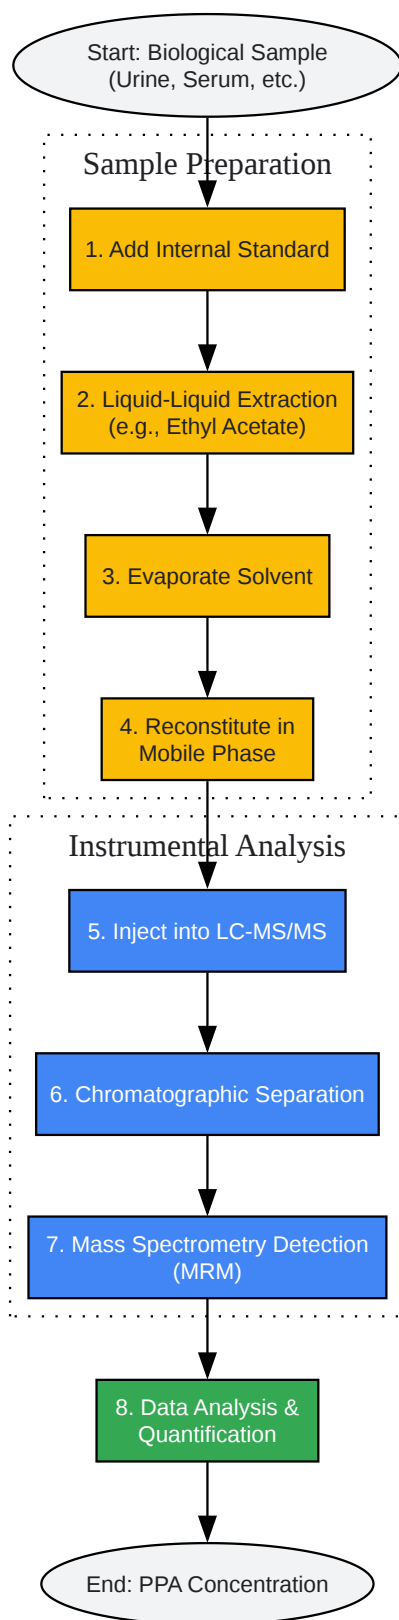 Start: Biological Sample
(Urine, Serum, etc.)
Sample Preparation
1. Add Internal Standard
2. Liquid-Liquid Extraction
(e.g., Ethyl Acetate)
3. Evaporate Solvent
4. Reconstitute in
Mobile Phase
Instrumental Analysis
5. Inject into LC-MS/MS
6. Chromatographic Separation
7. Mass Spectrometry Detection
(MRM)
8. Data Analysis &
Quantification
End: PPA Concentration